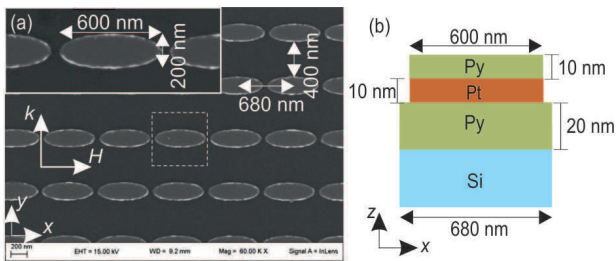 (a)
600 nm
200 nm
400 nm
680 nm
k
H
y
x
200 nm
EHT = 15.00 kV
WD = 9.2 mm
Mag = 60.00 K X
Signal A = InLens
(b)
600 nm
Py
10 nm
10 nm
Pt
Py
20 nm
Si
z
x
680 nm